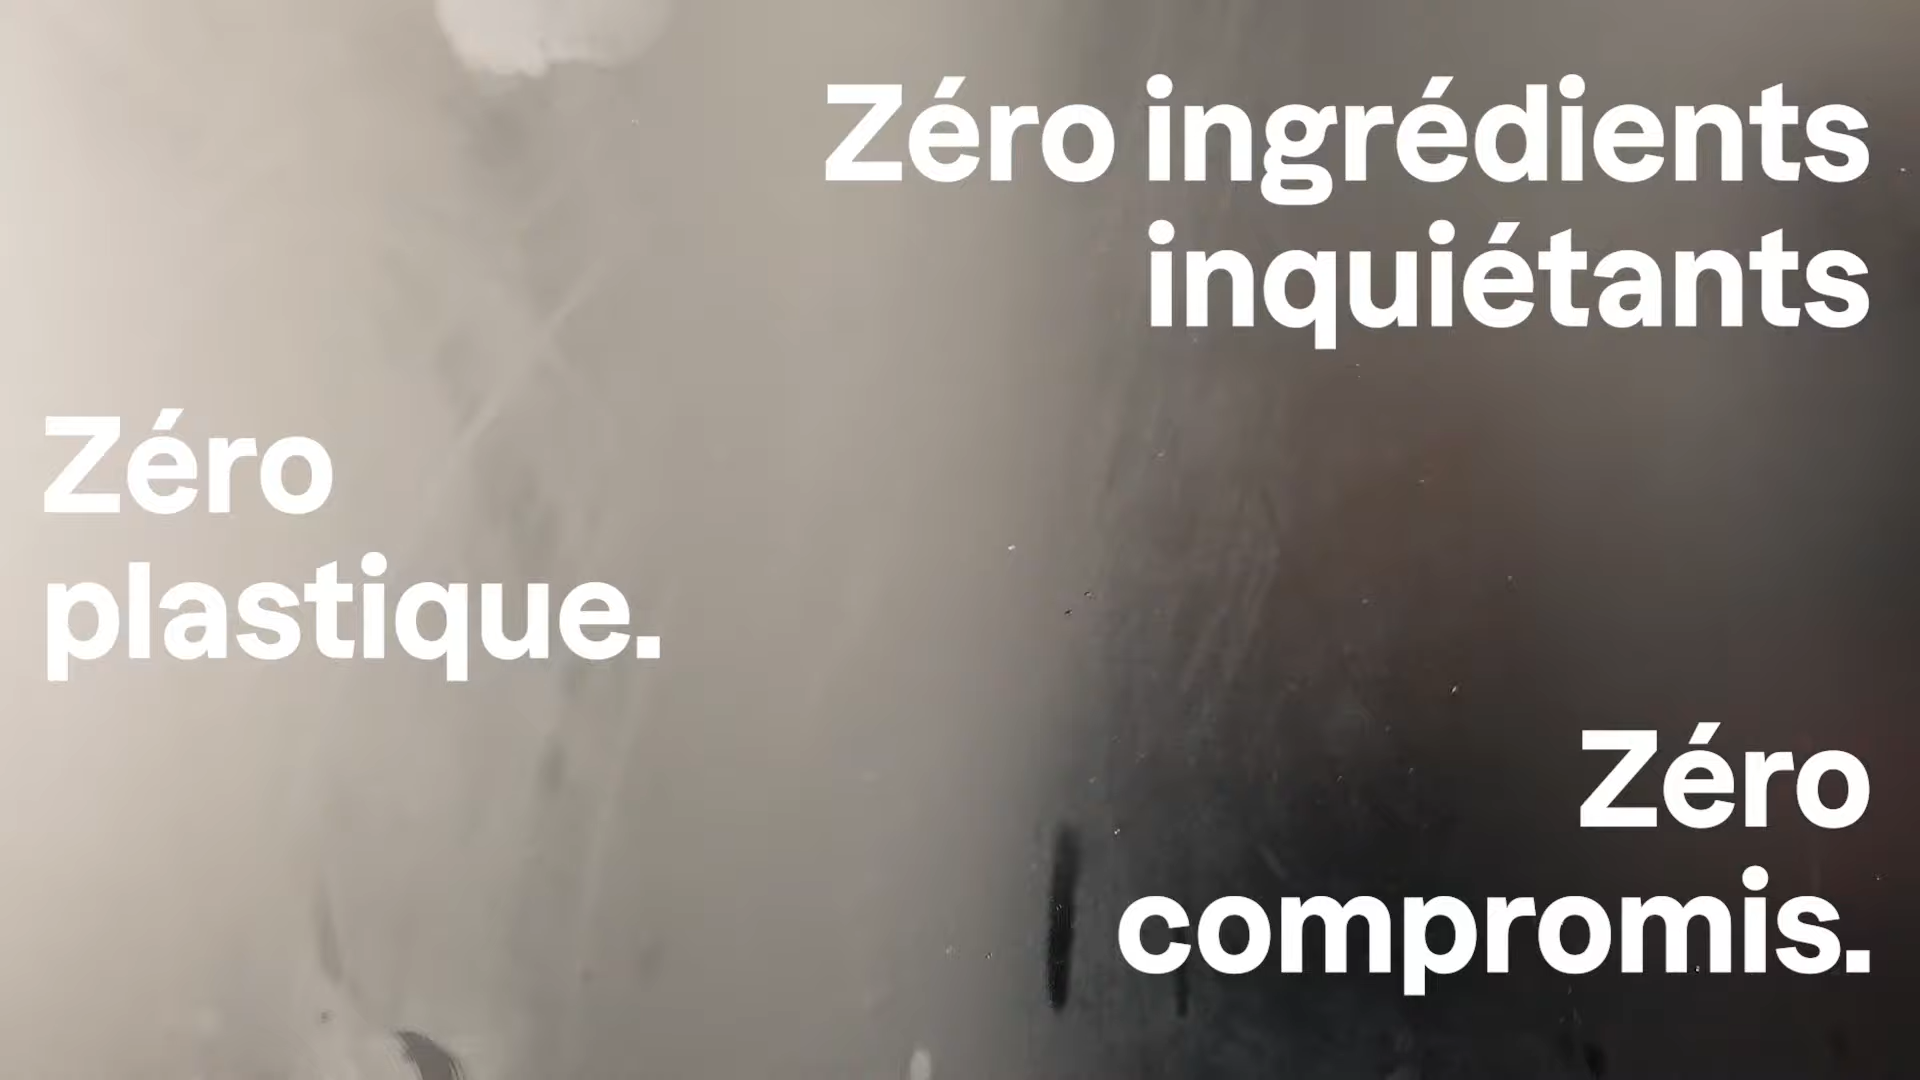 Zéro ingrédients
inquiétants
Zéro
plastique.
Zéro
compromis.